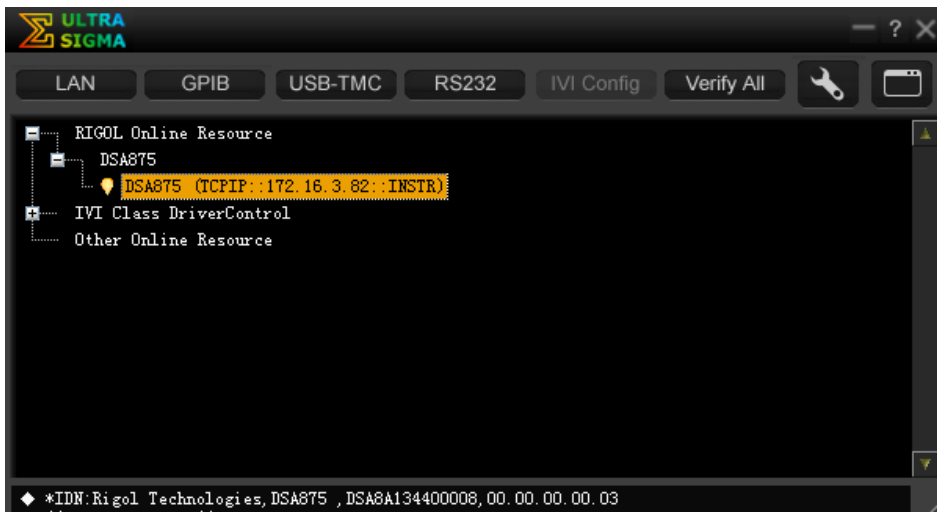 ULTRA
SIGMA
LAN GPIB USB-TMC RS232 IVI Config Verify All
RIGOL Online Resource
DSA875
DSA875 (TCPIP::172.16.3.82::INSTR)
IVI Class DriverControl
Other Online Resource
◆ *IDN:Rigol Technologies,DSA875 ,DSA8A134400008,00.00.00.00.03